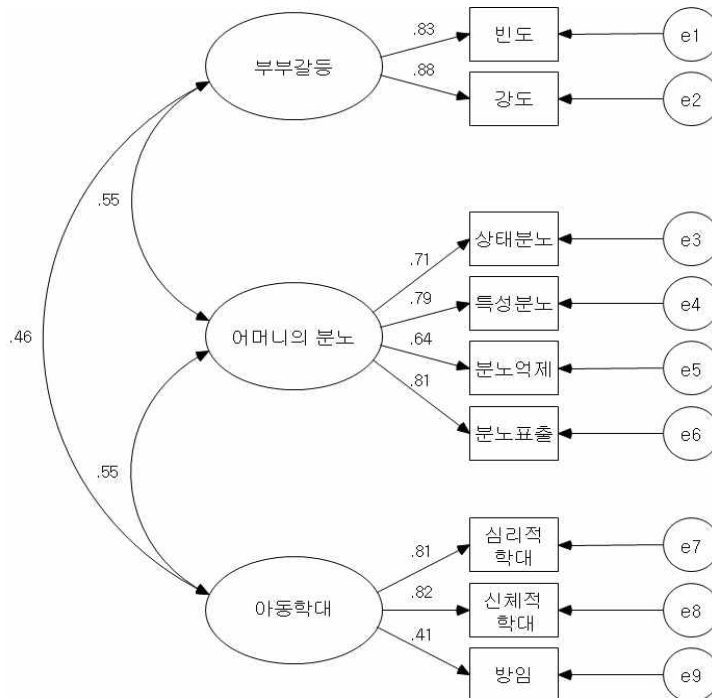 부부갈등
.83
.88
빈도
강도
e1
e2
.55
.46
어머니의 분노
.71
.79
.64
.81
상태분노
특성분노
분노억제
분노표출
e3
e4
e5
e6
.55
아동학대
.81
.82
.41
심리적
학대
신체적
학대
방임
e7
e8
e9